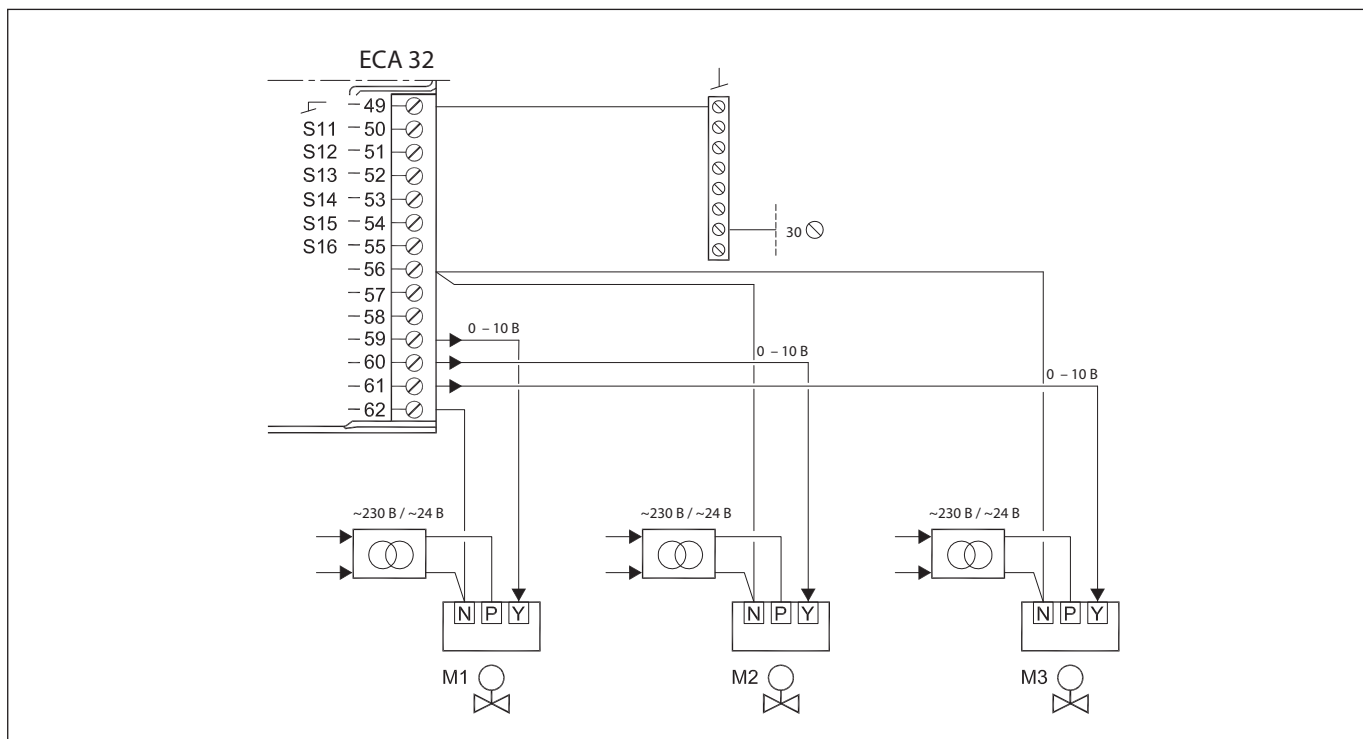 ECA 32
49
S11 50
S12 51
S13 52
S14 53
S15 54
S16 55
56
57
58
59
60
61
62
30
0 – 10 В
0 – 10 В
0 – 10 В
~230 В / ~24 В
~230 В / ~24 В
~230 В / ~24 В
N P Y
N P Y
N P Y
M1
M2
M3